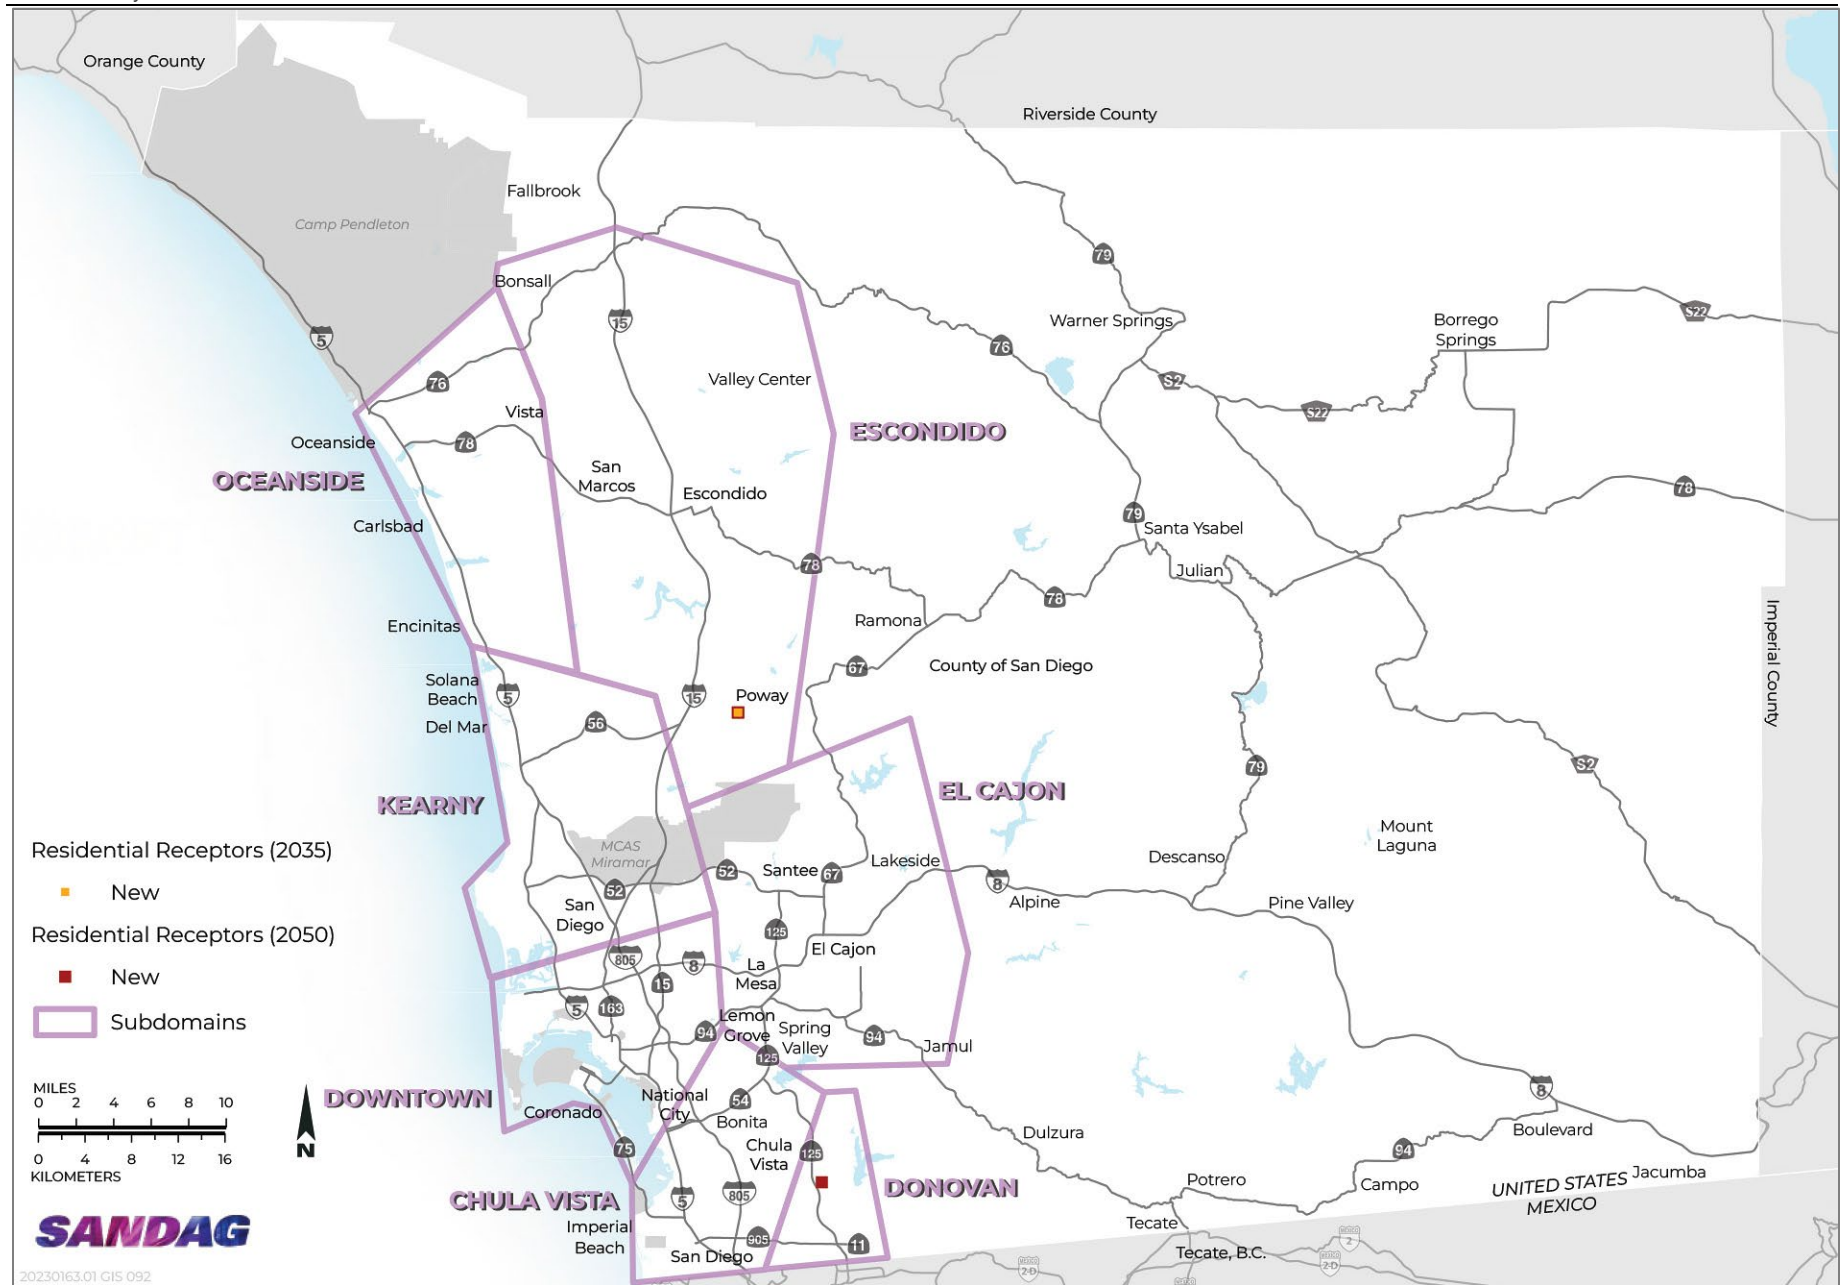 Orange County
Riverside County
Fallbrook
Camp Pendleton
79
Bonsall
15
5
Warner Springs
Borrego
Springs
S22
76
76
Valley Center
S2
S22
Vista
ESCONDIDO
Oceanside
78
OCEANSIDE
San
Marcos
Escondido
78
Carlsbad
79
Santa Ysabel
78
Julian
78
Encinitas
Ramona
Imperial County
67
County of San Diego
Solana
Beach
5
15
Poway
Del Mar
56
S2
79
EL CAJON
KEARNY
Mount
Laguna
MCAS
Miramar
Residential Receptors (2035)
New
Descanso
Lakeside
52
Santee
67
8
52
Alpine
Pine Valley
San
Diego
125
Residential Receptors (2050)
New
El Cajon
805
8
La
Mesa
15
5
163
Subdomains
Lemon
Grove
94
Spring
Valley
94
Jamul
125
MILES
0 2 4 6 8 10
0 4 8 12 16
KILOMETERS
N
8
DOWNTOWN
National
City
54
Coronado
Bonita
Boulevard
Dulzura
75
Chula
Vista
125
94
Jacumba
Potrero
Campo
UNITED STATES
MEXICO
DONOVAN
CHULA VISTA
5
805
Imperial
Beach
Tecate
905
11
San Diego
Tecate, B.C.
2
2D
2D
SANDAG
20230163.01 GIS 092